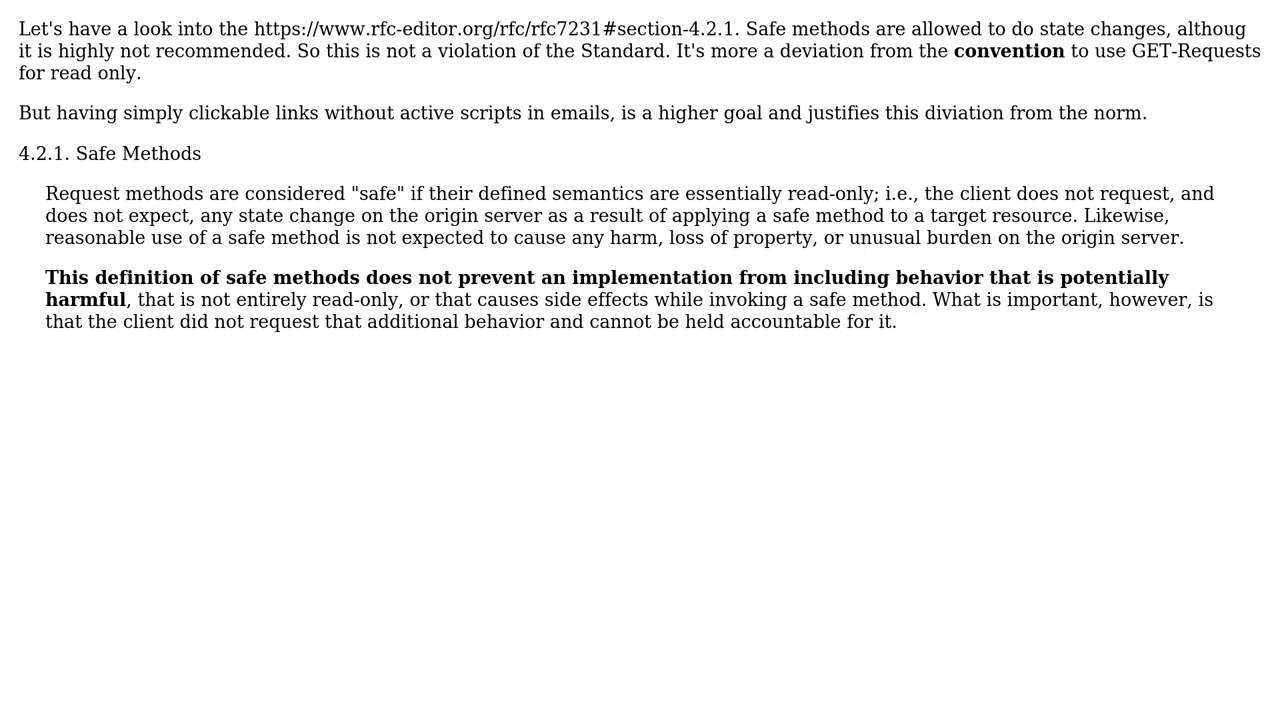 Let's have a look into the https://www.rfc-editor.org/rfc/rfc7231#section-4.2.1. Safe methods are allowed to do state changes, althoug
it is highly not recommended. So this is not a violation of the Standard. It's more a deviation from the convention to use GET-Requests
for read only.
But having simply clickable links without active scripts in emails, is a higher goal and justifies this diviation from the norm.
4.2.1. Safe Methods
Request methods are considered "safe" if their defined semantics are essentially read-only; i.e., the client does not request, and
does not expect, any state change on the origin server as a result of applying a safe method to a target resource. Likewise,
reasonable use of a safe method is not expected to cause any harm, loss of property, or unusual burden on the origin server.
This definition of safe methods does not prevent an implementation from including behavior that is potentially
harmful, that is not entirely read-only, or that causes side effects while invoking a safe method. What is important, however, is
that the client did not request that additional behavior and cannot be held accountable for it.